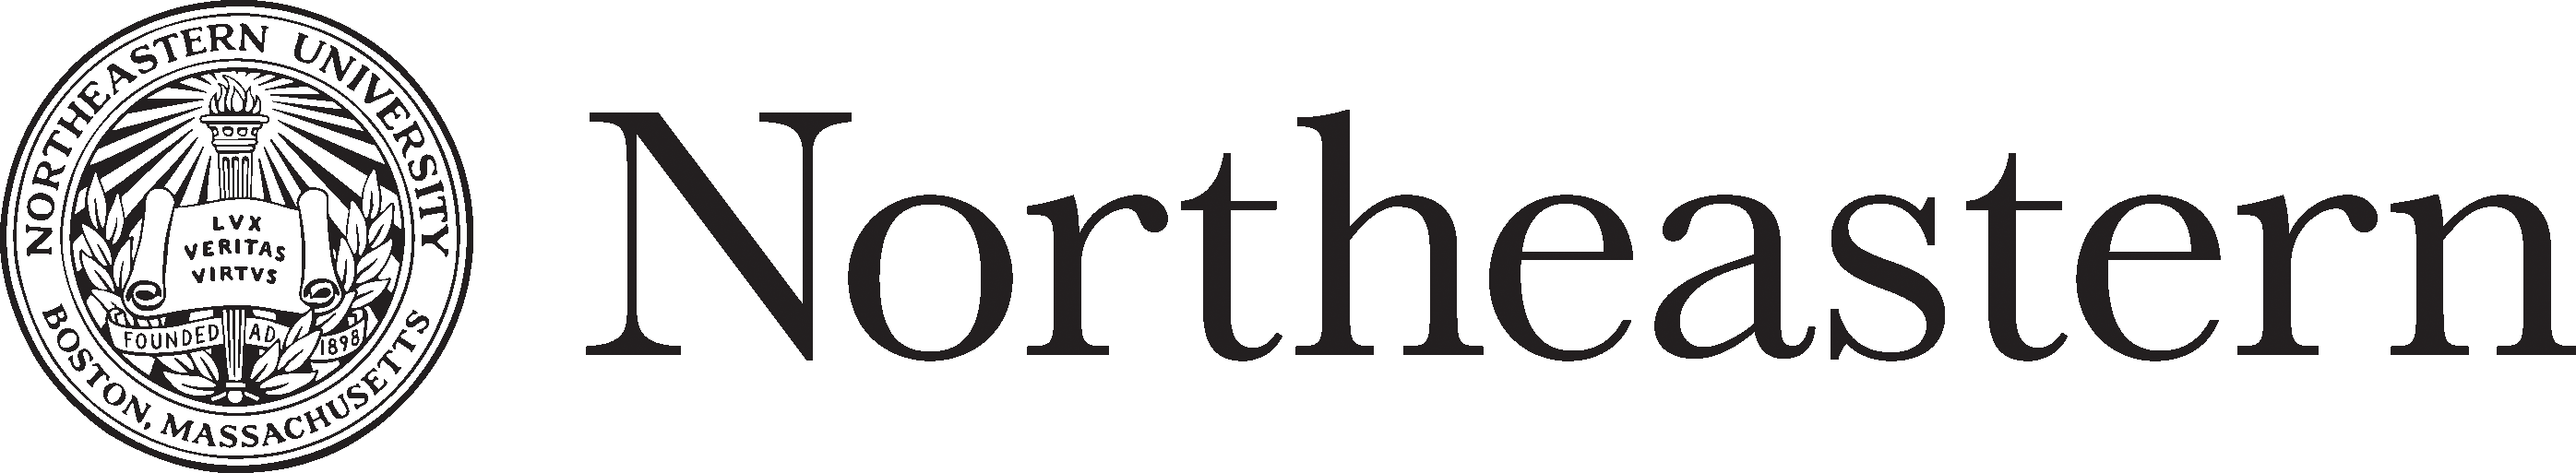 NORTHEASTERN UNIVERSITY
LVX
VERITAS
VIRTVS
FOUNDED AD 1898
BOSTON, MASSACHUSETTS
Northeastern